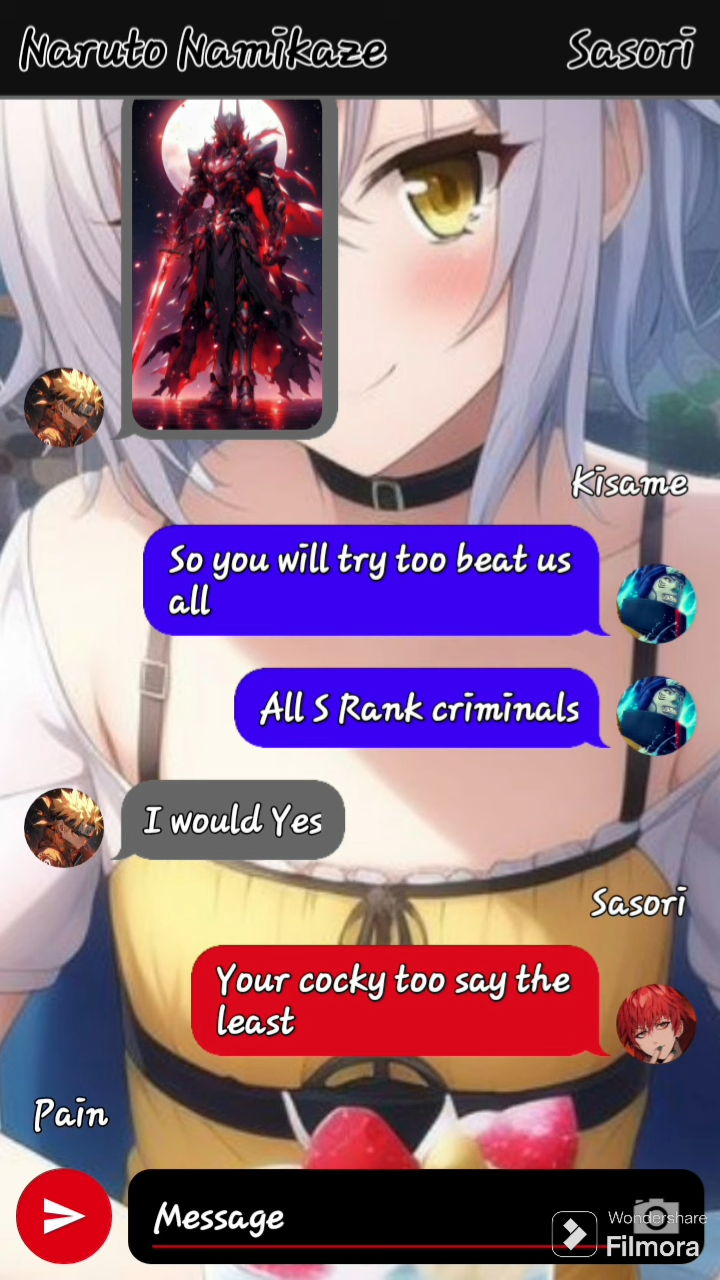 Naruto Namikaze Sasori
Kisame
So you will try too beat us
all
All S Rank criminals
I would Yes
Sasori
Your cocky too say the
least
Pain
Message
Wondershare
Filmora